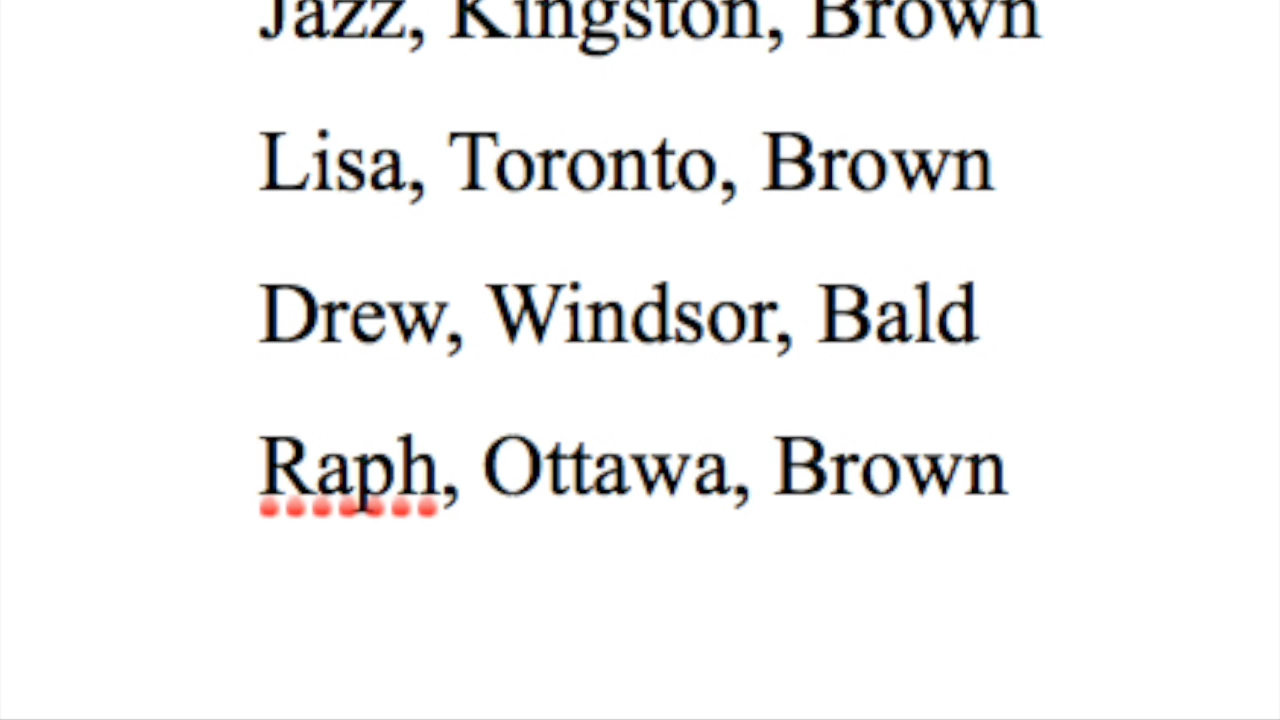 Jazz, Kingston, Brown
Lisa, Toronto, Brown
Drew, Windsor, Bald
Raph, Ottawa, Brown